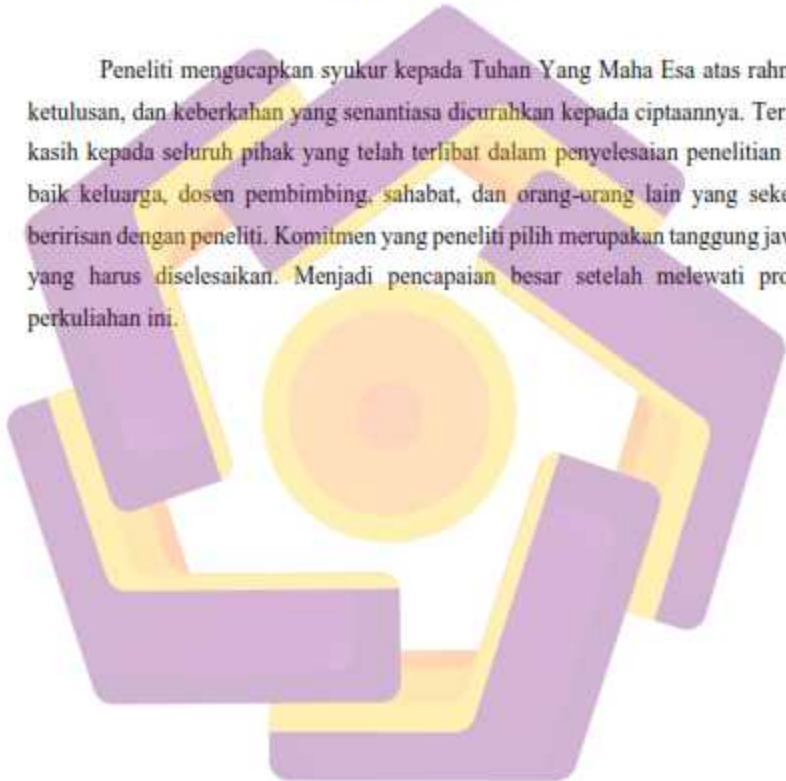 Peneliti mengucapkan syukur kepada Tuhan Yang Maha Esa atas rahm
ketulusan, dan keberkahan yang senantiasa dicurahkan kepada ciptaannya. Ter
kasih kepada seluruh pihak yang telah terlibat dalam penyelesaian penelitian
baik keluarga, dosen pembimbing, sahabat, dan orang-orang lain yang seke
beririsan dengan peneliti. Komitmen yang peneliti pilih merupakan tanggung jav
yang harus diselesaikan. Menjadi pencapaian besar setelah melewati pro
perkuliahan ini.